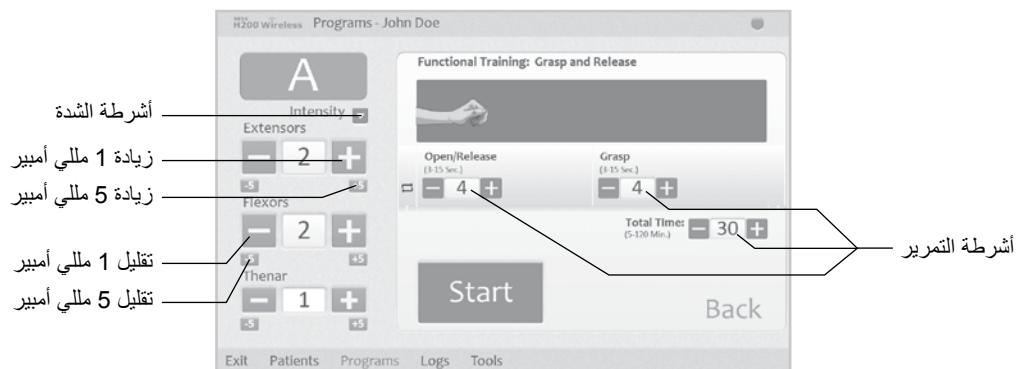 NESS
H200 Wireless Programs - John Doe
A
Intensity
Extensors
− 2 +
-5 +5
Flexors
− 2 +
-5 +5
Thenar
− 1 +
-5 +5
Functional Training: Grasp and Release
Open/Release
(3-15 Sec.)
− 4 +
Grasp
(3-15 Sec.)
− 4 +
Total Time:
(5-120 Min.)
− 30 +
Start
Back
Exit Patients Programs Logs Tools
أشرطة الشدة
زيادة 1 مللي أمبير
زيادة 5 مللي أمبير
تقليل 1 مللي أمبير
تقليل 5 مللي أمبير
أشرطة التمرير